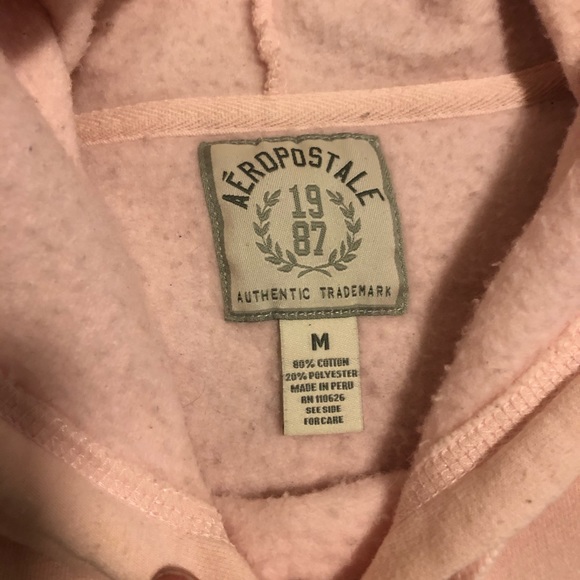 AÉROPOSTALE
19
87
AUTHENTIC TRADEMARK
M
80% COTTON
20% POLYESTER
MADE IN PERU
RN 110626
SEE SIDE
FOR CARE